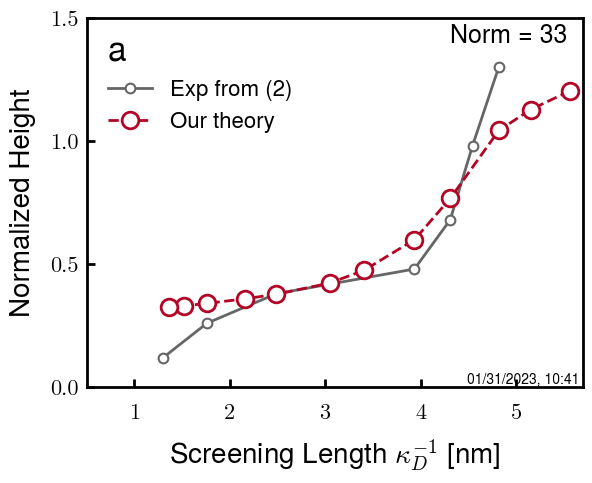 1.5
Norm = 33
a
Exp from (2)
Our theory
1.0
Normalized Height
0.5
01/31/2023, 10:41
0.0
1 2 3 4 5
Screening Length κ_D^{-1} [nm]